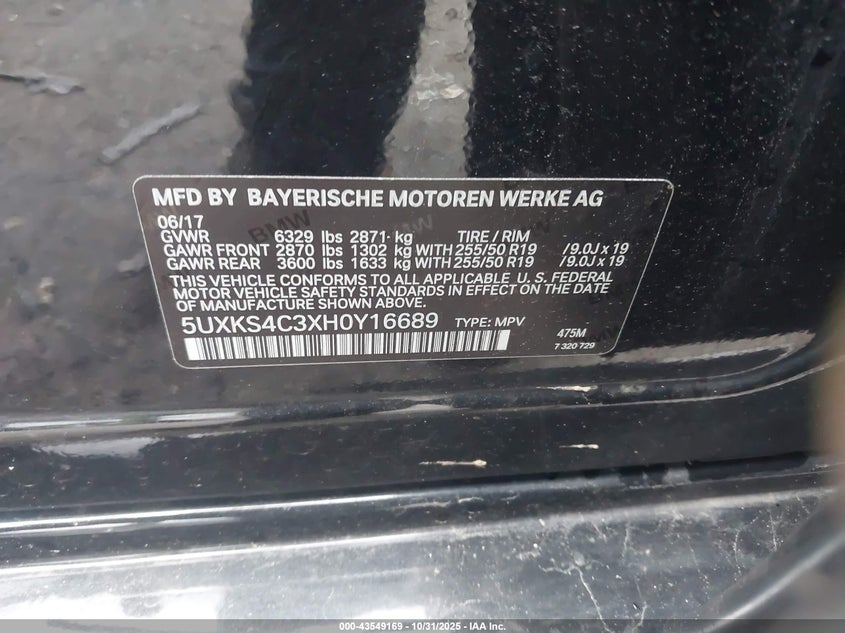 MFD BY BAYERISCHE MOTOREN WERKE AG
06/17
GVWR 6329 lbs 2871 kg TIRE / RIM
GAWR FRONT 2870 lbs 1302 kg WITH 255/50 R19 /9.0J x 19
GAWR REAR 3600 lbs 1633 kg WITH 255/50 R19 /9.0J x 19
THIS VEHICLE CONFORMS TO ALL APPLICABLE U.S. FEDERAL
MOTOR VEHICLE SAFETY STANDARDS IN EFFECT ON THE DATE
OF MANUFACTURE SHOWN ABOVE.
5UXKS4C3XH0Y16689 TYPE: MPV
475M
7 320 729
000-43549169 - 10/31/2025 - IAA Inc.